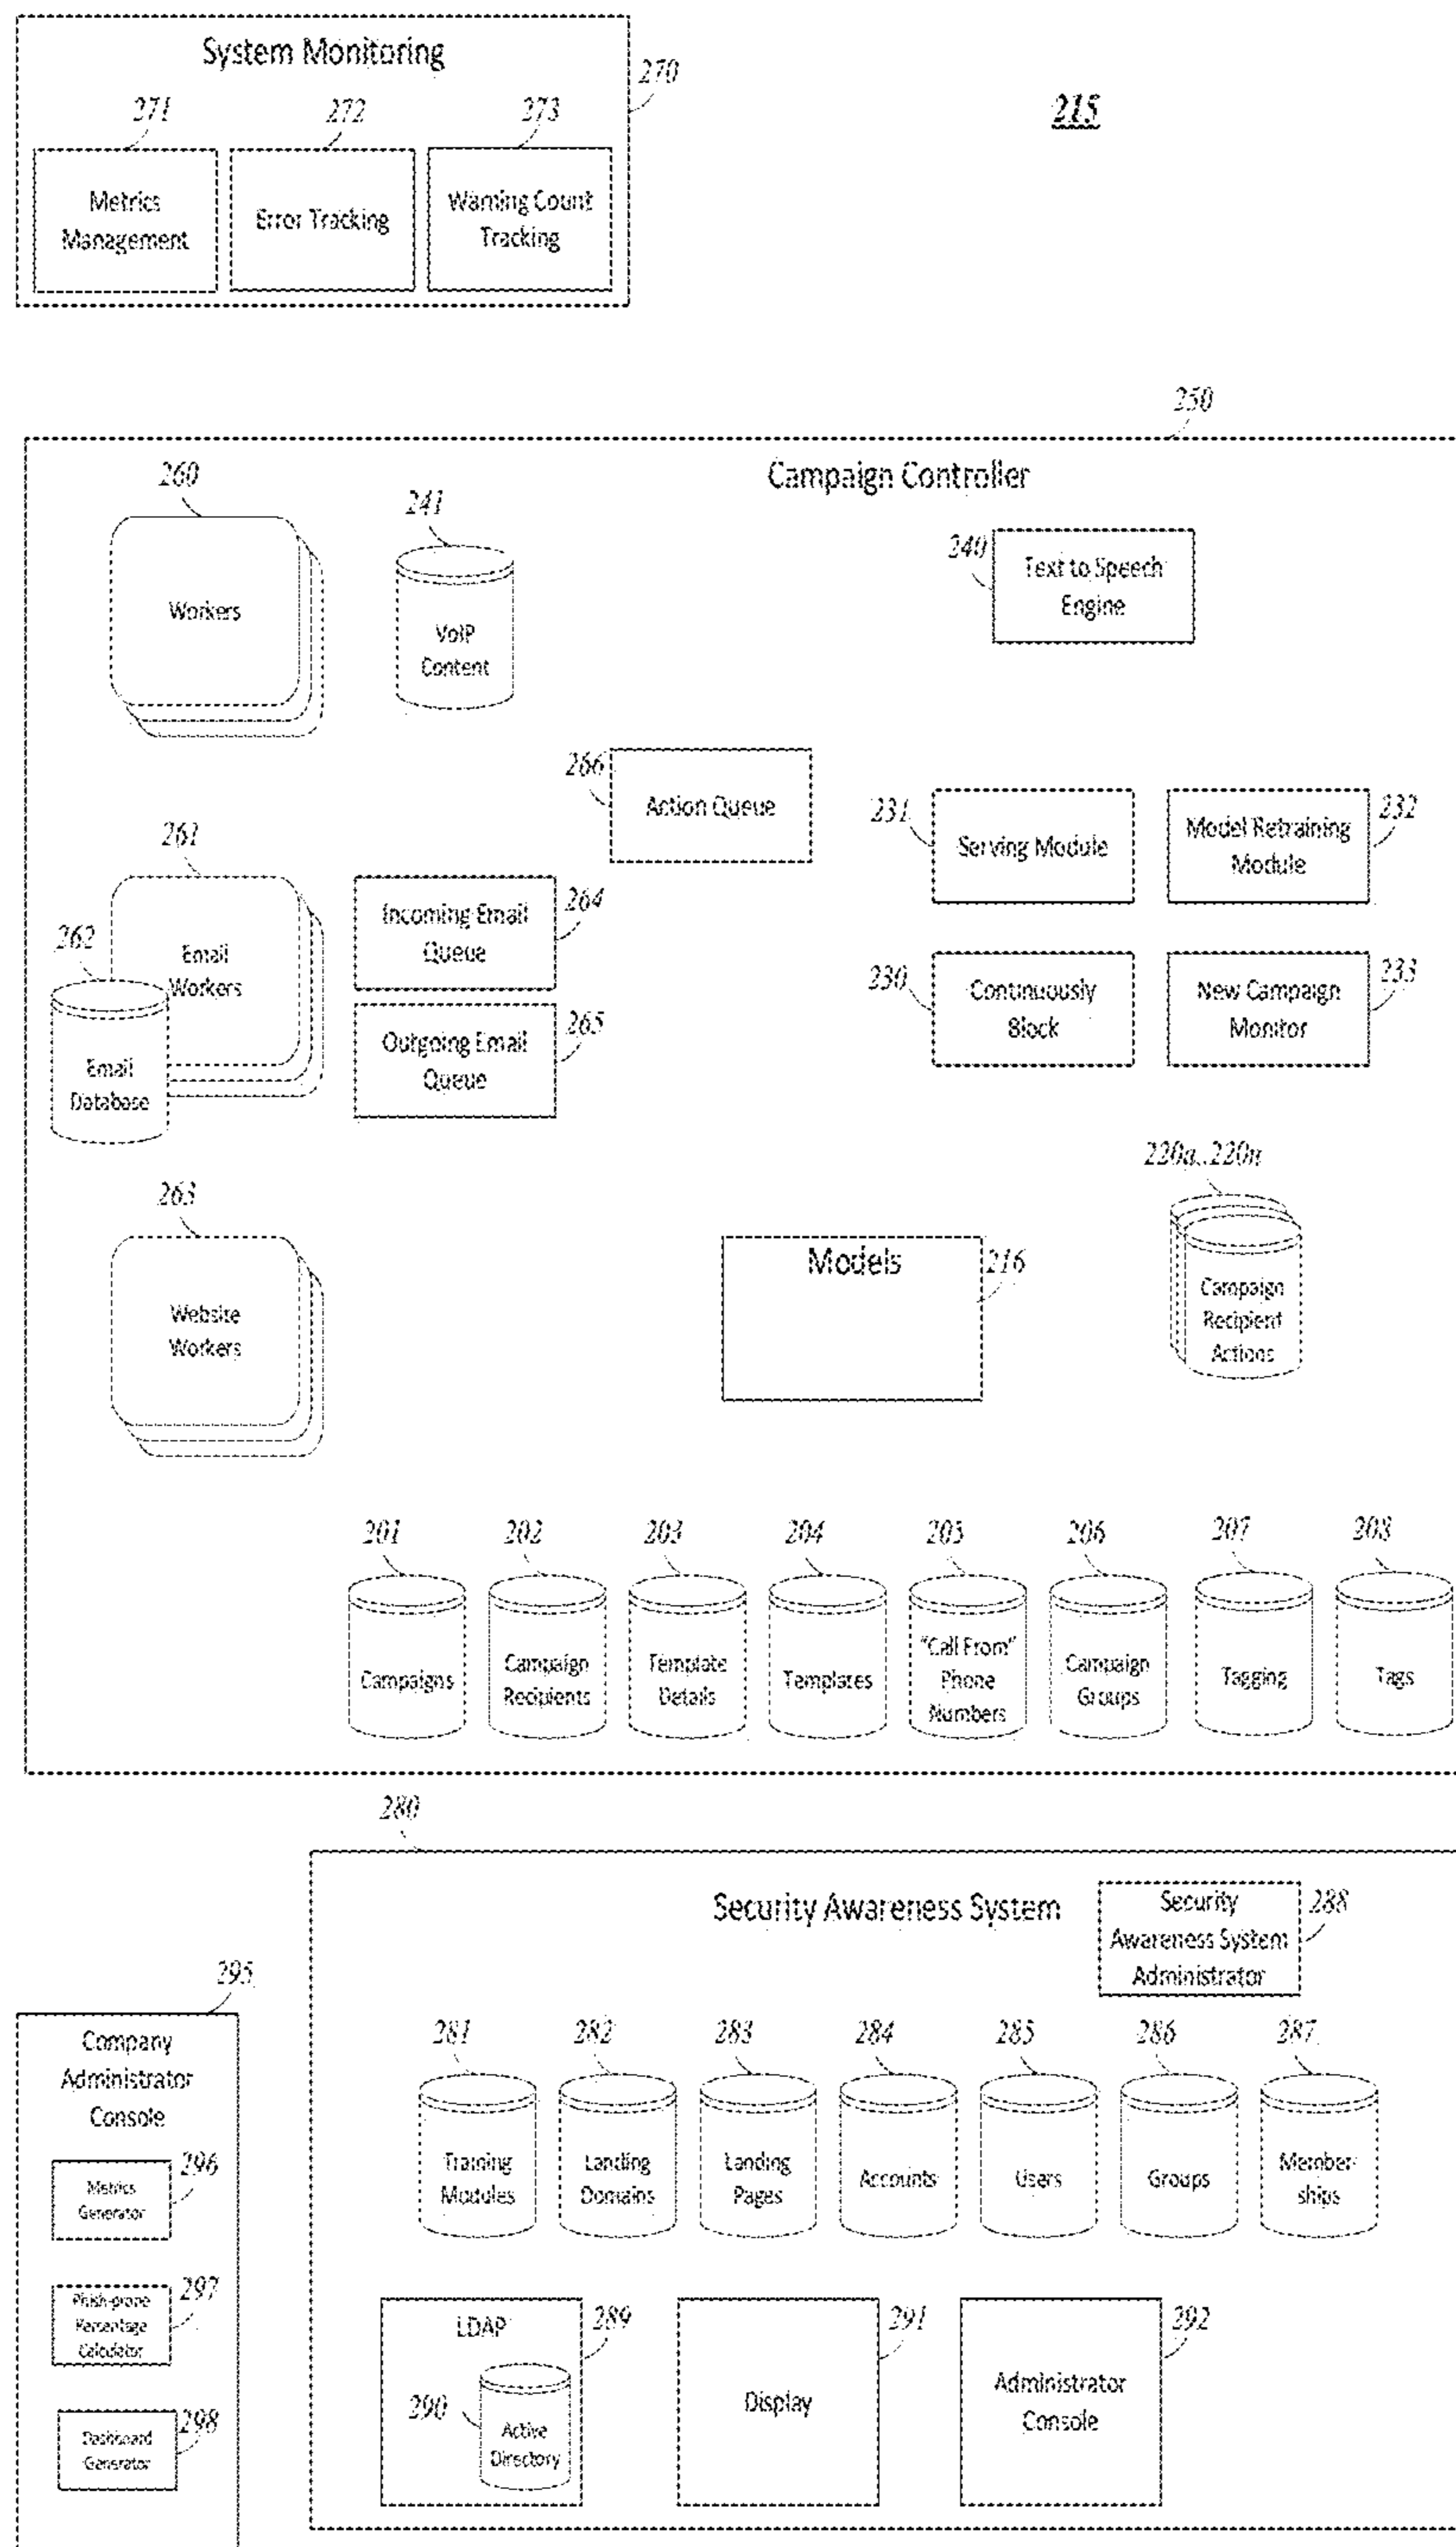 System Monitoring
270
215
271
272
273
Metrics
Management
Error Tracking
Warning Count
Tracking
250
Campaign Controller
260
Workers
241
VoIP
Content
240
Text to Speech
Engine
266
Action Queue
231
Serving Module
Model Retraining
Module
232
261
Email
Workers
262
Email
Database
Incoming Email
Queue
264
Outgoing Email
Queue
265
230
Continuously
Block
New Campaign
Monitor
233
263
Website
Workers
Models
216
220a..220n
Campaign
Recipient
Actions
201
202
203
204
205
206
207
208
Campaigns
Campaign
Recipients
Template
Details
Templates
"Call From"
Phone
Numbers
Campaign
Groups
Tagging
Tags
280
Security Awareness System
Security
Awareness System
Administrator
288
295
Company
Administrator
Console
Metrics
Generator
296
Phish-prone
Percentage
Calculator
297
Dashboard
Generator
298
281
282
283
284
285
286
287
Training
Modules
Landing
Domains
Landing
Pages
Accounts
Users
Groups
Member-
ships
LDAP
289
290
Active
Directory
Display
291
Administrator
Console
292